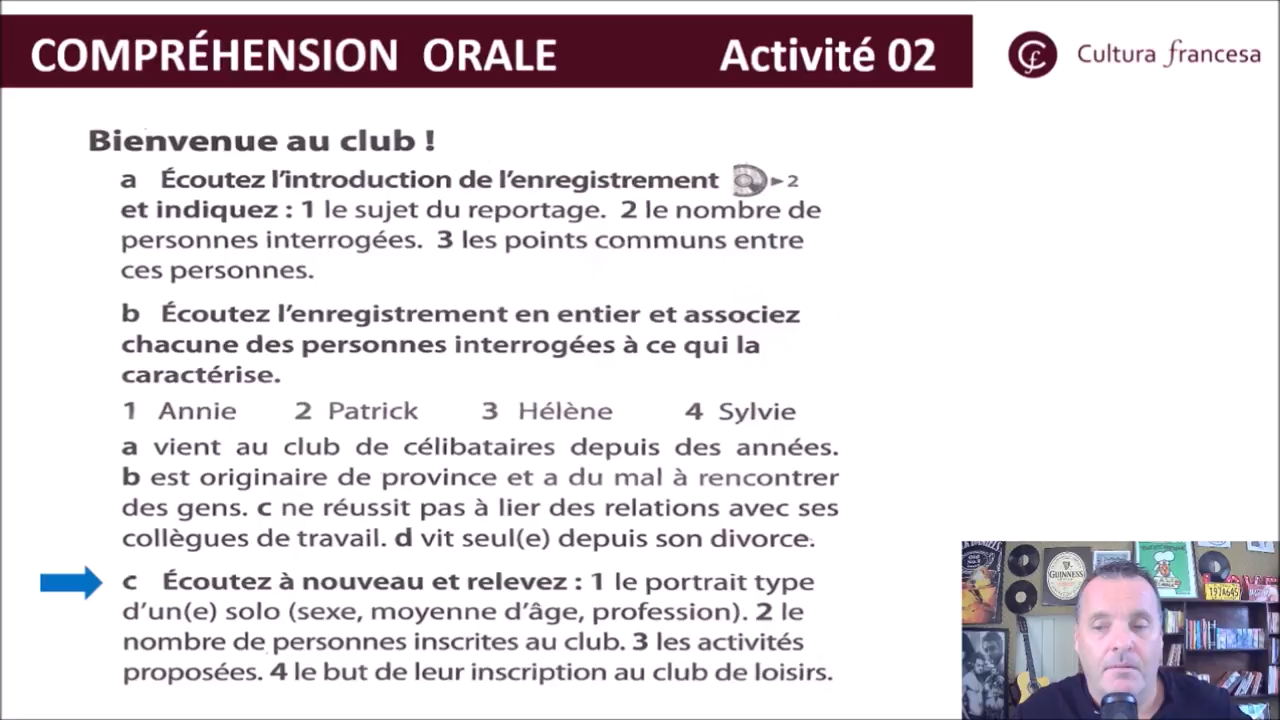 COMPRÉHENSION ORALE Activité 02
Cultura francesa
Bienvenue au club !
a Écoutez l'introduction de l'enregistrement 2
et indiquez : 1 le sujet du reportage. 2 le nombre de
personnes interrogées. 3 les points communs entre
ces personnes.
b Écoutez l'enregistrement en entier et associez
chacune des personnes interrogées à ce qui la
caractérise.
1 Annie 2 Patrick 3 Hélène 4 Sylvie
a vient au club de célibataires depuis des années.
b est originaire de province et a du mal à rencontrer
des gens. c ne réussit pas à lier des relations avec ses
collègues de travail. d vit seul(e) depuis son divorce.
c Écoutez à nouveau et relevez : 1 le portrait type
d'un(e) solo (sexe, moyenne d'âge, profession). 2 le
nombre de personnes inscrites au club. 3 les activités
proposées. 4 le but de leur inscription au club de loisirs.
GUINNESS
197A645